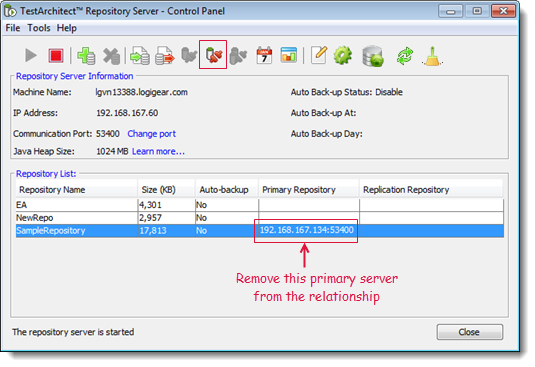 TestArchitect™ Repository Server - Control Panel
File Tools Help
7
Repository Server Information
Machine Name: lgvn13388.logigear.com Auto Back-up Status: Disable
IP Address: 192.168.167.60 Auto Back-up At:
Communication Port: 53400 Change port Auto Back-up Day:
Java Heap Size: 1024 MB Learn more...
Repository List:
Repository Name Size (KB) Auto-backup Primary Repository Replication Repository
EA 4,301 No
NewRepo 2,957 No
SampleRepository 17,813 No 192.168.167.134:53400
Remove this primary server
from the relationship
The repository server is started Close